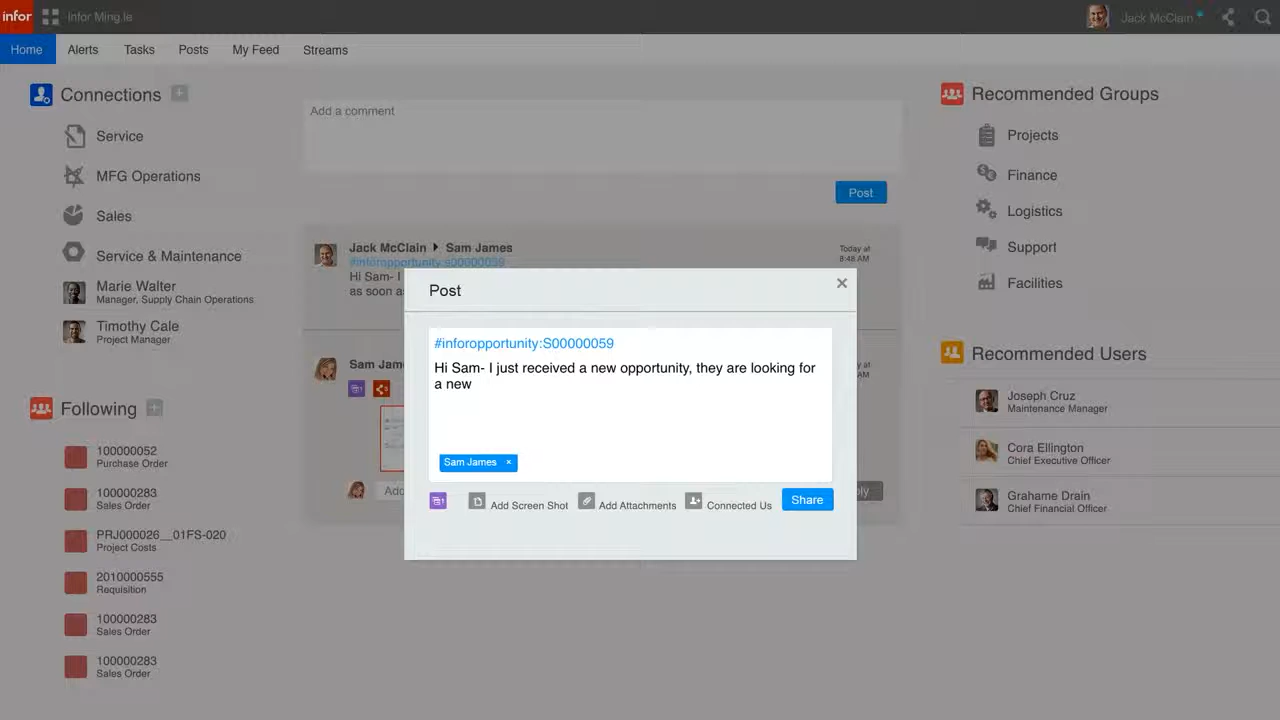 infor
Infor Ming.le
Jack McClain
Home
Alerts
Tasks
Posts
My Feed
Streams
Connections
Service
MFG Operations
Sales
Service & Maintenance
Marie Walter
Manager, Supply Chain Operations
Timothy Cale
Project Manager
Following
100000052
Purchase Order
100000283
Sales Order
PRJ000026__01FS-020
Project Costs
2010000555
Requisition
100000283
Sales Order
100000283
Sales Order
Add a comment
Post
Jack McClain
Sam James
Today at
8:48 AM
#inforopportunity:s00000059
Hi Sam- I
as soon as
Post
#inforopportunity:S00000059
Hi Sam- I just received a new opportunity, they are looking for
a new
Sam James ×
Add Screen Shot
Add Attachments
Connected Us
Share
Recommended Groups
Projects
Finance
Logistics
Support
Facilities
Recommended Users
Joseph Cruz
Maintenance Manager
Cora Ellington
Chief Executive Officer
Grahame Drain
Chief Financial Officer